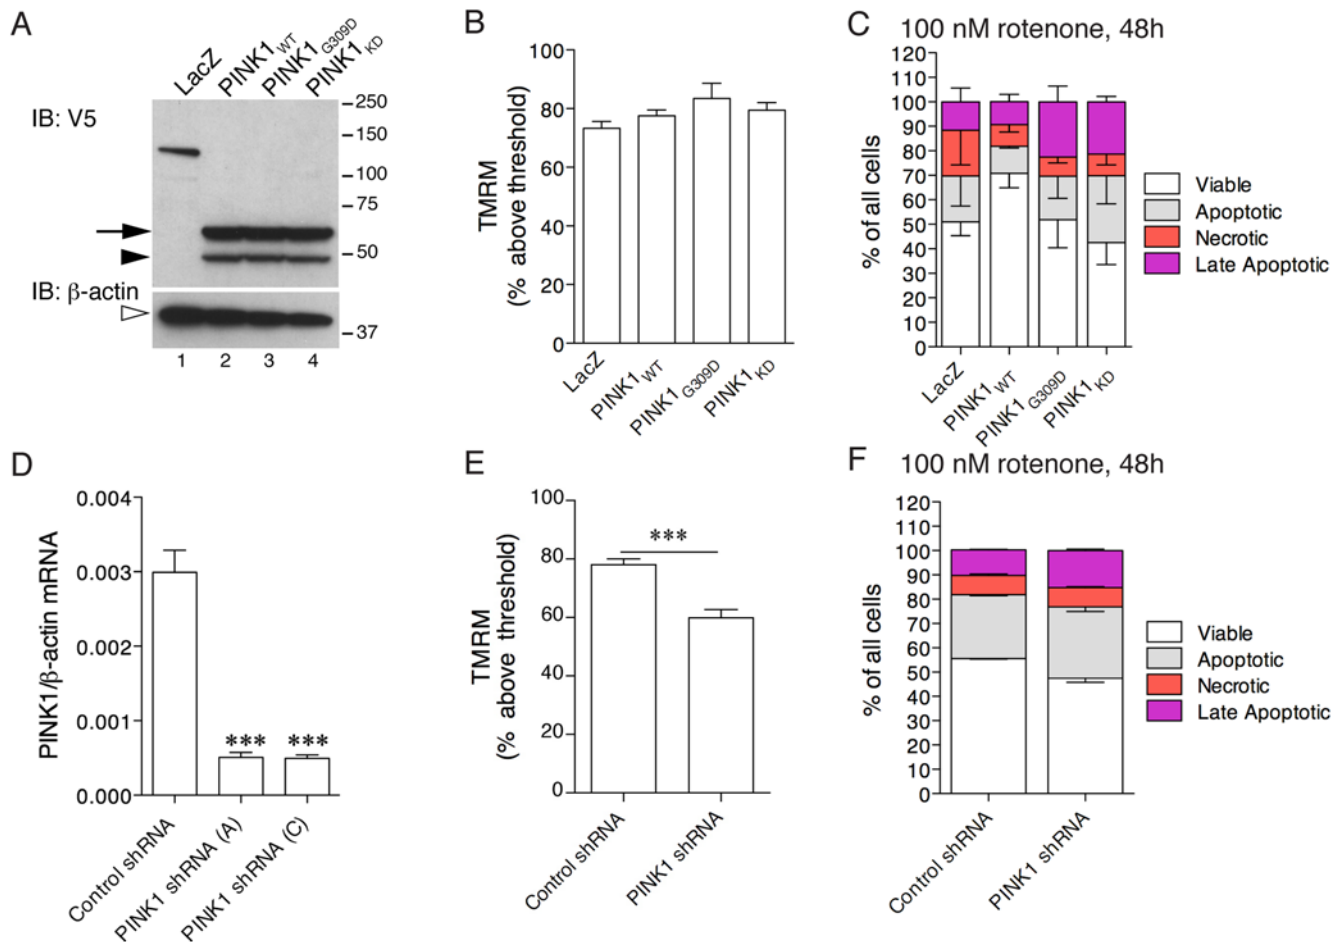 A
LacZ
PINK1WT
PINK1G309D
PINK1KD
IB: V5
250
150
100
75
50
IB: β-actin
37
1 2 3 4
B
TMRM
(% above threshold)
100
80
60
40
20
0
LacZ
PINK1WT
PINK1G309D
PINK1KD
C
100 nM rotenone, 48h
% of all cells
120
110
100
90
80
70
60
50
40
30
20
10
0
LacZ
PINK1WT
PINK1G309D
PINK1KD
Viable
Apoptotic
Necrotic
Late Apoptotic
D
PINK1/β-actin mRNA
0.004
0.003
0.002
0.001
0.000
*** ***
Control shRNA
PINK1 shRNA (A)
PINK1 shRNA (C)
E
TMRM
(% above threshold)
100
80
60
40
20
0
***
Control shRNA
PINK1 shRNA
F
100 nM rotenone, 48h
% of all cells
120
110
100
90
80
70
60
50
40
30
20
10
0
Control shRNA
PINK1 shRNA
Viable
Apoptotic
Necrotic
Late Apoptotic